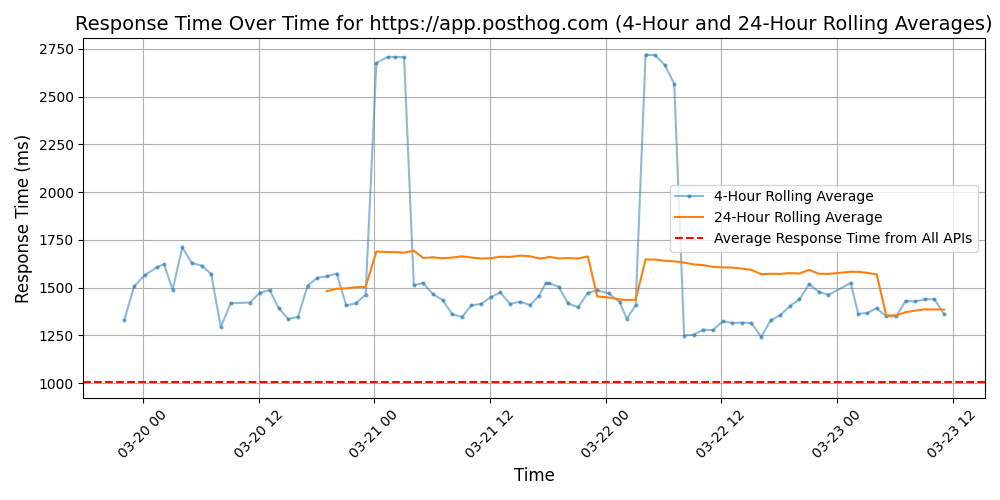 Response Time Over Time for https://app.posthog.com (4-Hour and 24-Hour Rolling Averages)
Response Time (ms)
2750
2500
2250
2000
1750
1500
1250
1000
4-Hour Rolling Average
24-Hour Rolling Average
Average Response Time from All APIs
03-20 00
03-20 12
03-21 00
03-21 12
03-22 00
03-22 12
03-23 00
03-23 12
Time